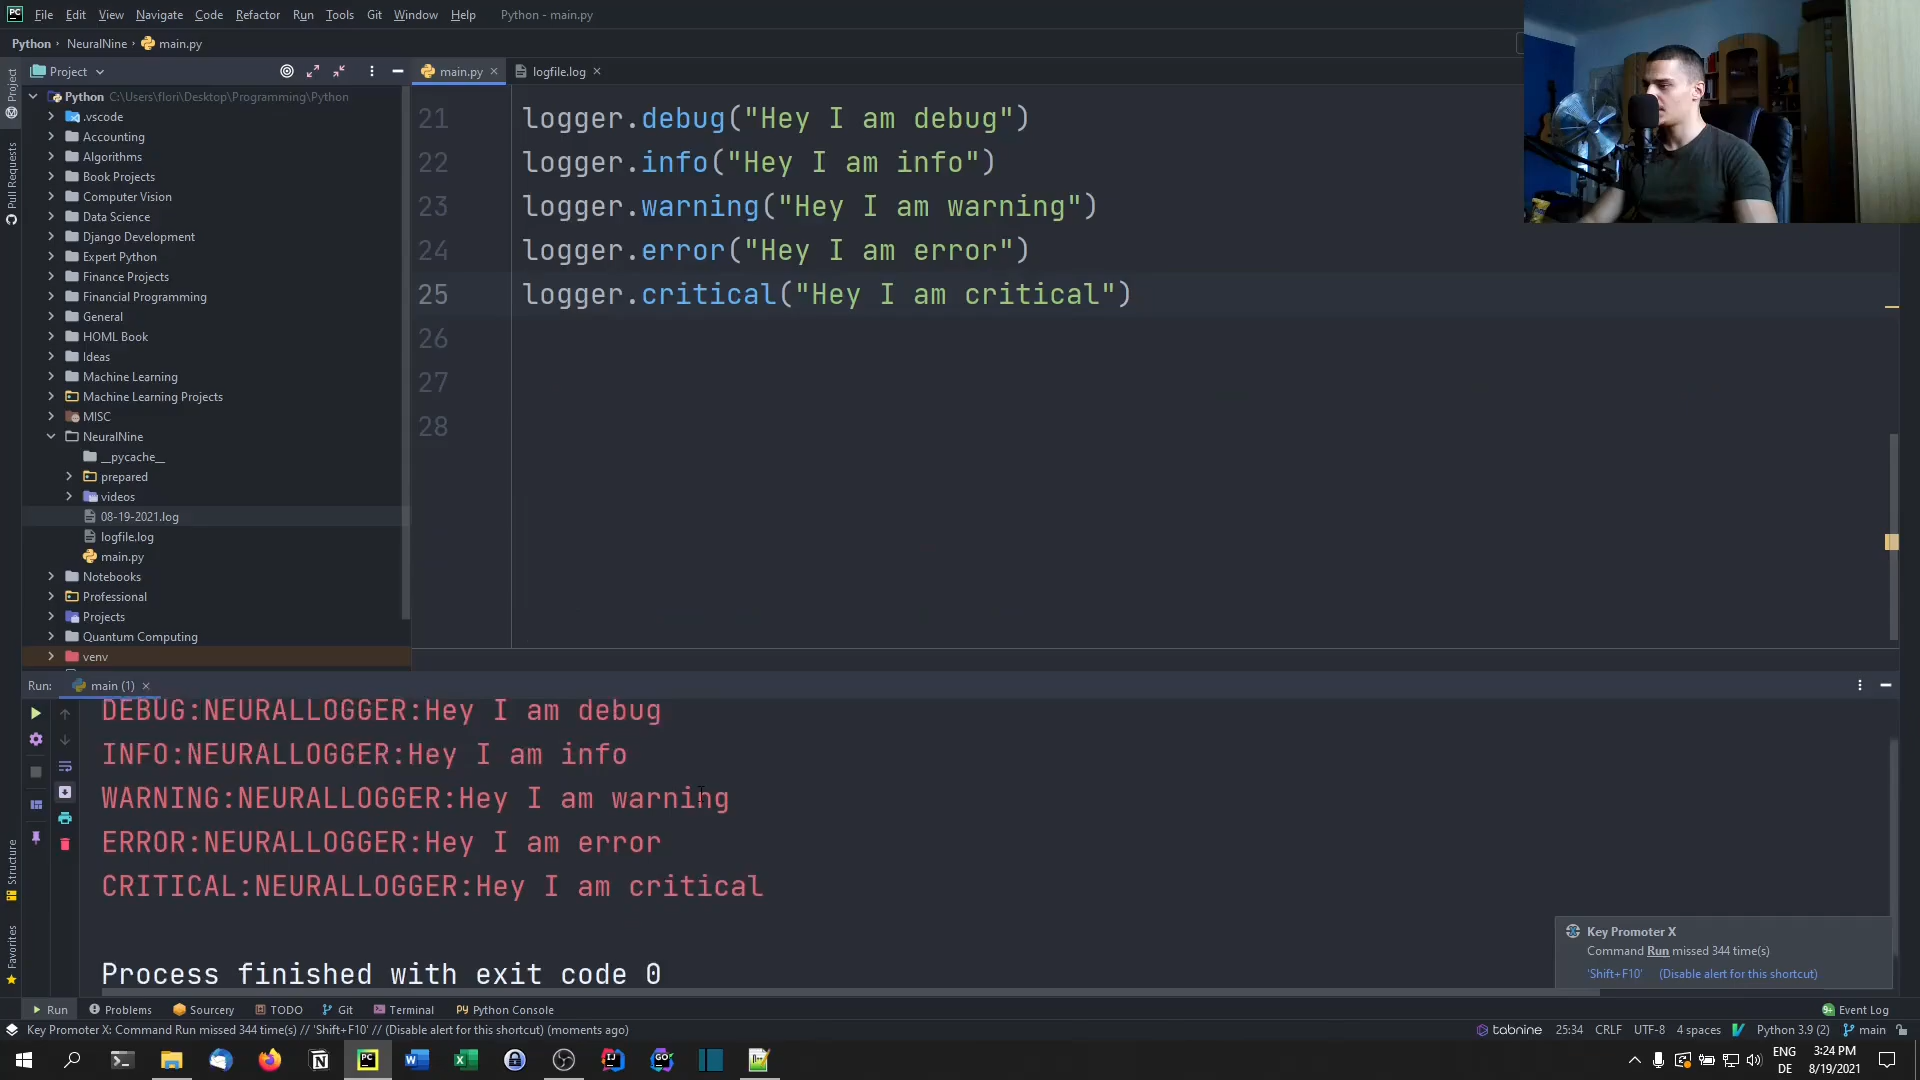 File Edit View Navigate Code Refactor Run Tools Git Window Help Python - main.py
Python NeuralNine main.py
Project
main.py
logfile.log
Project
Pull Requests
Python C:\Users\flori\Desktop\Programming\Python
.vscode
Accounting
Algorithms
Book Projects
Computer Vision
Data Science
Django Development
Expert Python
Finance Projects
Financial Programming
General
HOML Book
Ideas
Machine Learning
Machine Learning Projects
MISC
NeuralNine
__pycache__
prepared
videos
08-19-2021.log
logfile.log
main.py
Notebooks
Professional
Projects
Quantum Computing
venv
21 logger.debug("Hey I am debug")
22 logger.info("Hey I am info")
23 logger.warning("Hey I am warning")
24 logger.error("Hey I am error")
25 logger.critical("Hey I am critical")
26
27
28
Run: main (1)
DEBUG:NEURALLOGGER:Hey I am debug
INFO:NEURALLOGGER:Hey I am info
WARNING:NEURALLOGGER:Hey I am warning
ERROR:NEURALLOGGER:Hey I am error
CRITICAL:NEURALLOGGER:Hey I am critical
Process finished with exit code 0
Structure
Favorites
Key Promoter X
Command Run missed 344 time(s)
'Shift+F10' (Disable alert for this shortcut)
Run Problems Sourcery TODO Git Terminal Python Console Event Log
Key Promoter X: Command Run missed 344 time(s) // 'Shift+F10' // (Disable alert for this shortcut) (moments ago) tabnine 25:34 CRLF UTF-8 4 spaces Python 3.9 (2) main
ENG 3:24 PM
DE 8/19/2021